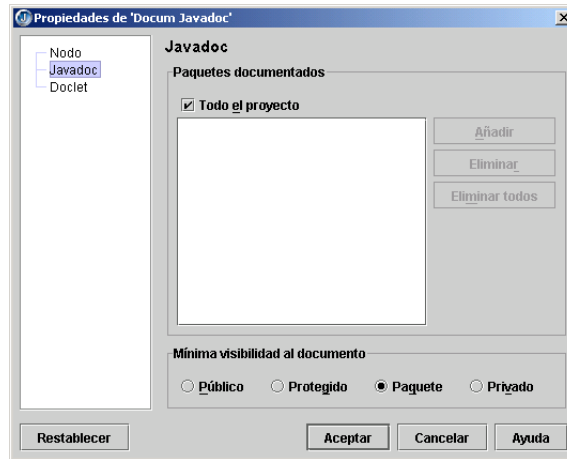 Propiedades de 'Docum Javadoc'
Nodo
Javadoc
Doclet
Javadoc
Paquetes documentados
Todo el proyecto
Añadir
Eliminar
Eliminar todos
Mínima visibilidad al documento
Público Protegido Paquete Privado
Restablecer Aceptar Cancelar Ayuda